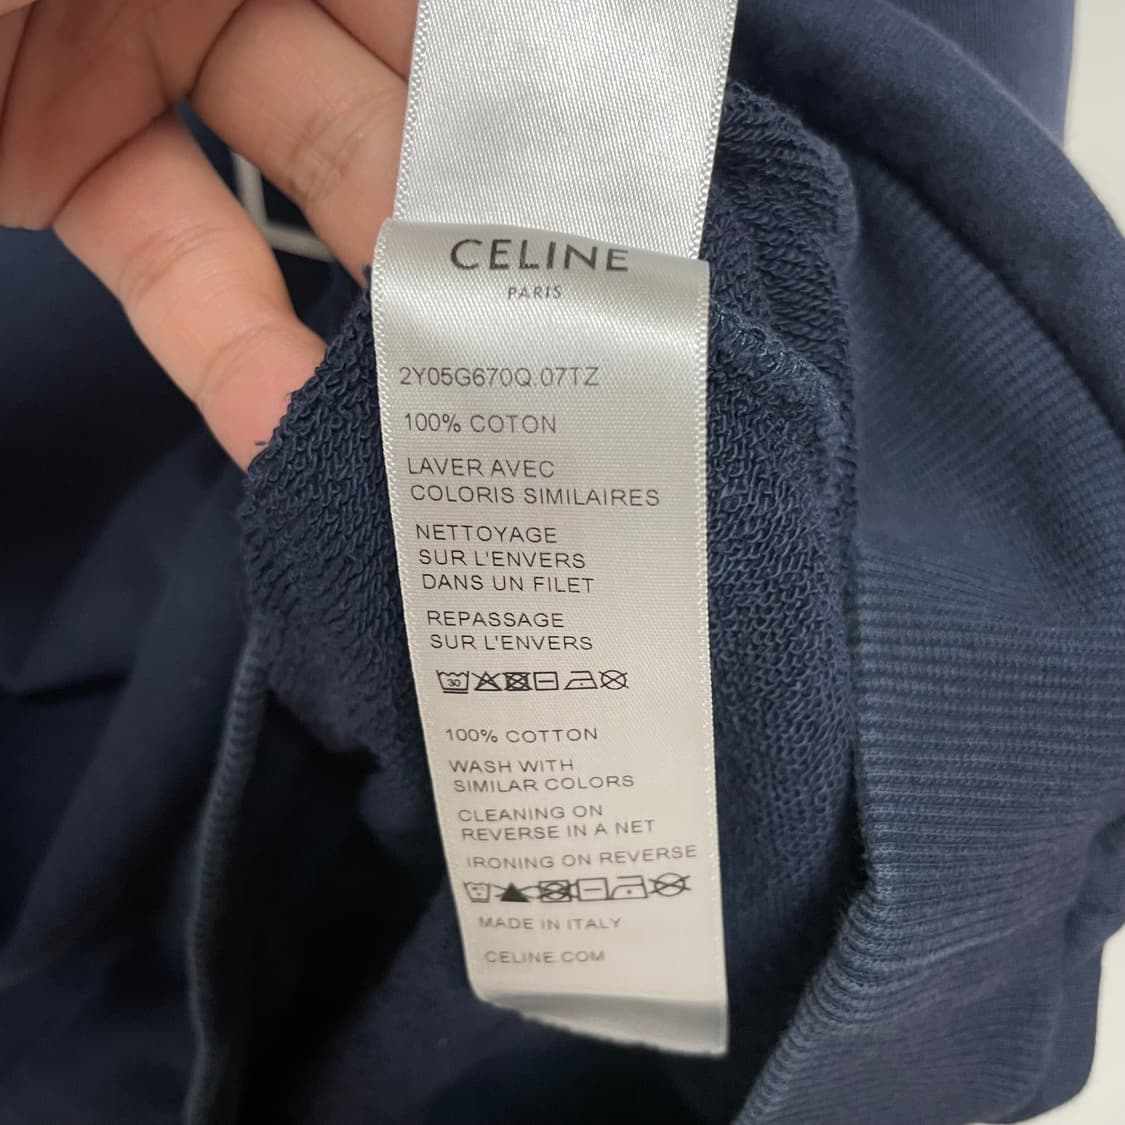 CELINE
PARIS
2Y05G670Q.07TZ
100% COTON
LAVER AVEC
COLORIS SIMILAIRES
NETTOYAGE
SUR L'ENVERS
DANS UN FILET
REPASSAGE
SUR L'ENVERS
30
100% COTTON
WASH WITH
SIMILAR COLORS
CLEANING ON
REVERSE IN A NET
IRONING ON REVERSE
MADE IN ITALY
CELINE.COM